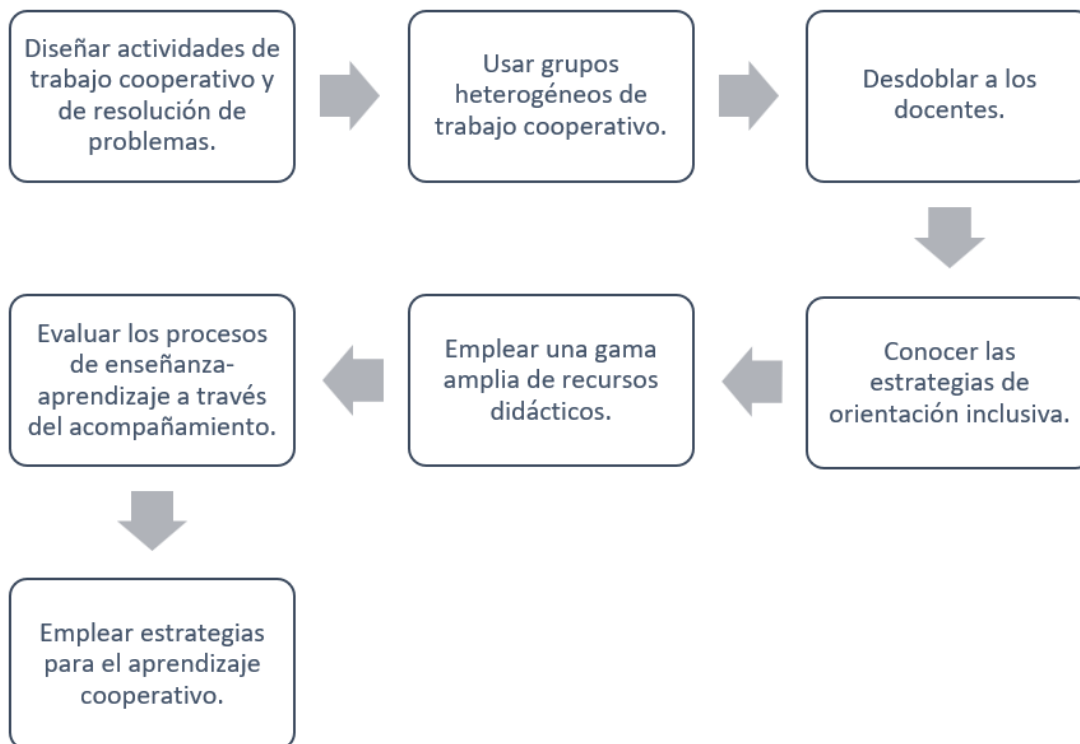 Diseñar actividades de
trabajo cooperativo y
de resolución de
problemas.
Usar grupos
heterogéneos de
trabajo cooperativo.
Desdoblar a los
docentes.
Conocer las
estrategias de
orientación inclusiva.
Emplear una gama
amplia de recursos
didácticos.
Evaluar los procesos
de enseñanza-
aprendizaje a través
del acompañamiento.
Emplear estrategias
para el aprendizaje
cooperativo.